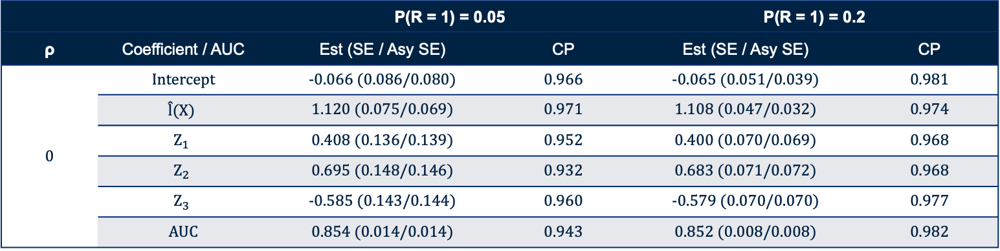 P(R = 1) = 0.05 P(R = 1) = 0.2
ρ Coefficient / AUC Est (SE / Asy SE) CP Est (SE / Asy SE) CP
Intercept -0.066 (0.086/0.080) 0.966 -0.065 (0.051/0.039) 0.981
Î(X) 1.120 (0.075/0.069) 0.971 1.108 (0.047/0.032) 0.974
Z₁ 0.408 (0.136/0.139) 0.952 0.400 (0.070/0.069) 0.968
0
Z₂ 0.695 (0.148/0.146) 0.932 0.683 (0.071/0.072) 0.968
Z₃ -0.585 (0.143/0.144) 0.960 -0.579 (0.070/0.070) 0.977
AUC 0.854 (0.014/0.014) 0.943 0.852 (0.008/0.008) 0.982